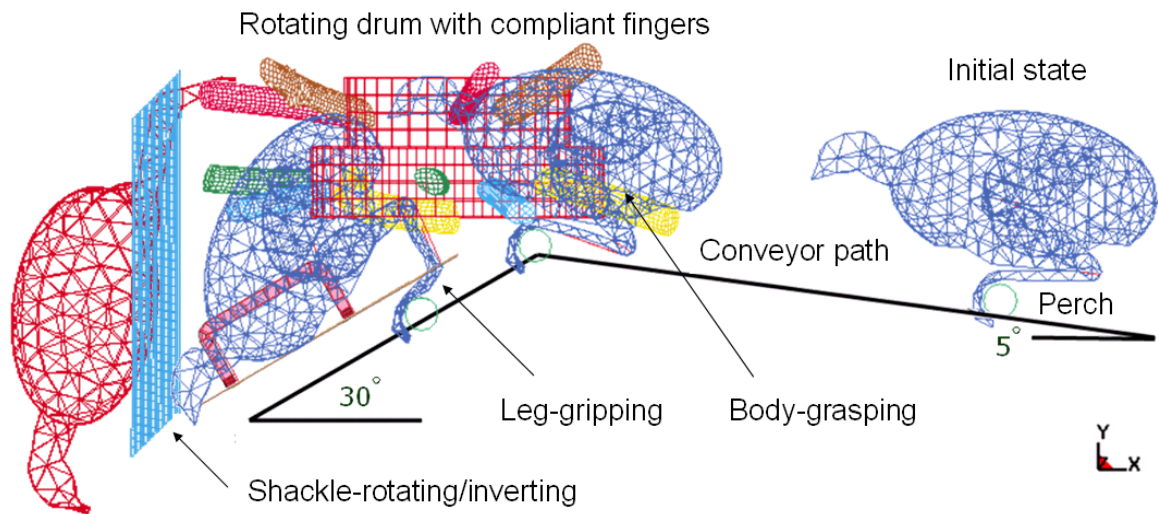 Rotating drum with compliant fingers
Initial state
Conveyor path
Perch
5°
30°
Leg-gripping
Body-grasping
Shackle-rotating/inverting
Y
X